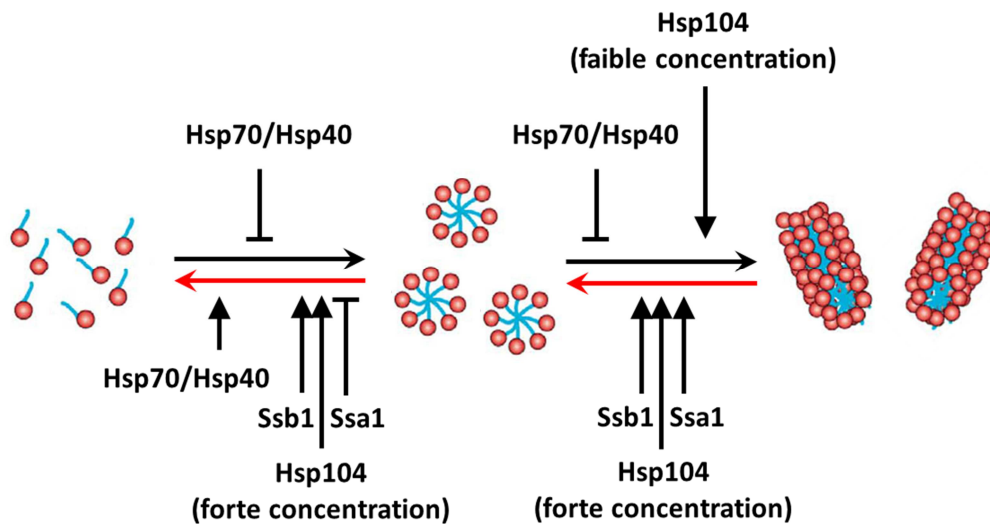 Hsp104
(faible concentration)
Hsp70/Hsp40
Hsp70/Hsp40
Hsp70/Hsp40
Ssb1
Ssa1
Hsp104
(forte concentration)
Ssb1
Ssa1
Hsp104
(forte concentration)